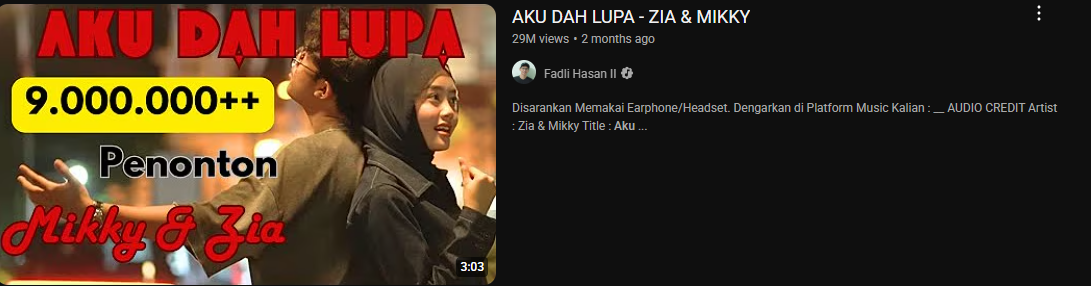 AKU DAH LUPA
9.000.000++
Penonton
Mikky & Zia
3:03
AKU DAH LUPA - ZIA & MIKKY
29M views • 2 months ago
Fadli Hasan II
Disarankan Memakai Earphone/Headset. Dengarkan di Platform Music Kalian : __ AUDIO CREDIT Artist
: Zia & Mikky Title : Aku ...